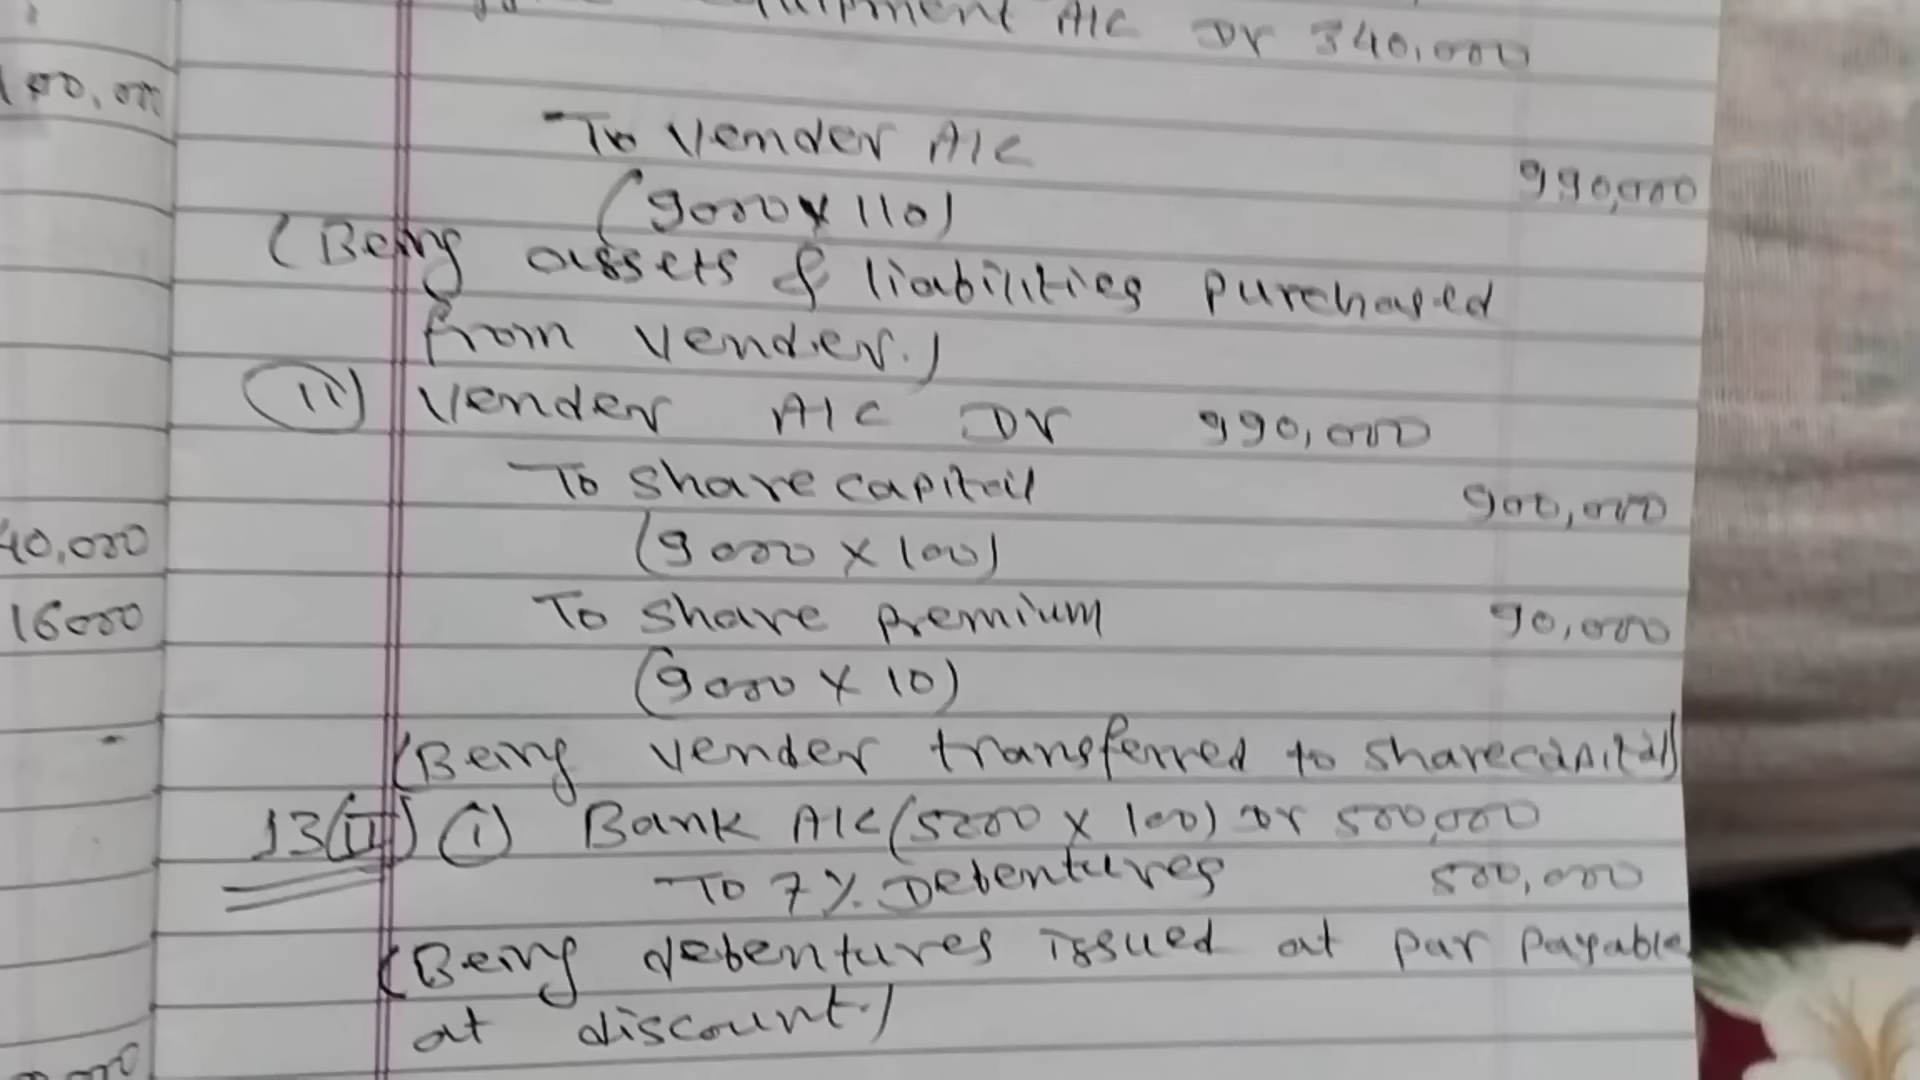 A/C Dr 340,000
To Vender A/C
990,000
(9000 x 110)
(Being assets & liabilities purchased
from vender.)
(ii) Vender A/C Dr 990,000
To share capital 900,000
(9000 x 100)
40,000
To share premium 90,000
16000
(9000 x 10)
(Being vender transferred to sharecapital)
13(II) (i) Bank A/C (5000 x 100) Dr 500,000
To 7% Debentures 500,000
(Being debentures issued at par payable
at discount.)